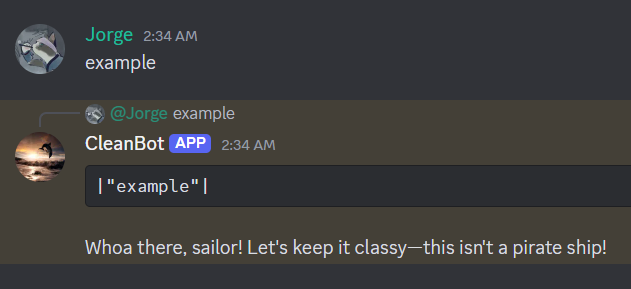 Jorge 2:34 AM
example
@Jorge example
CleanBot APP 2:34 AM
|"example"|
Whoa there, sailor! Let's keep it classy—this isn't a pirate ship!